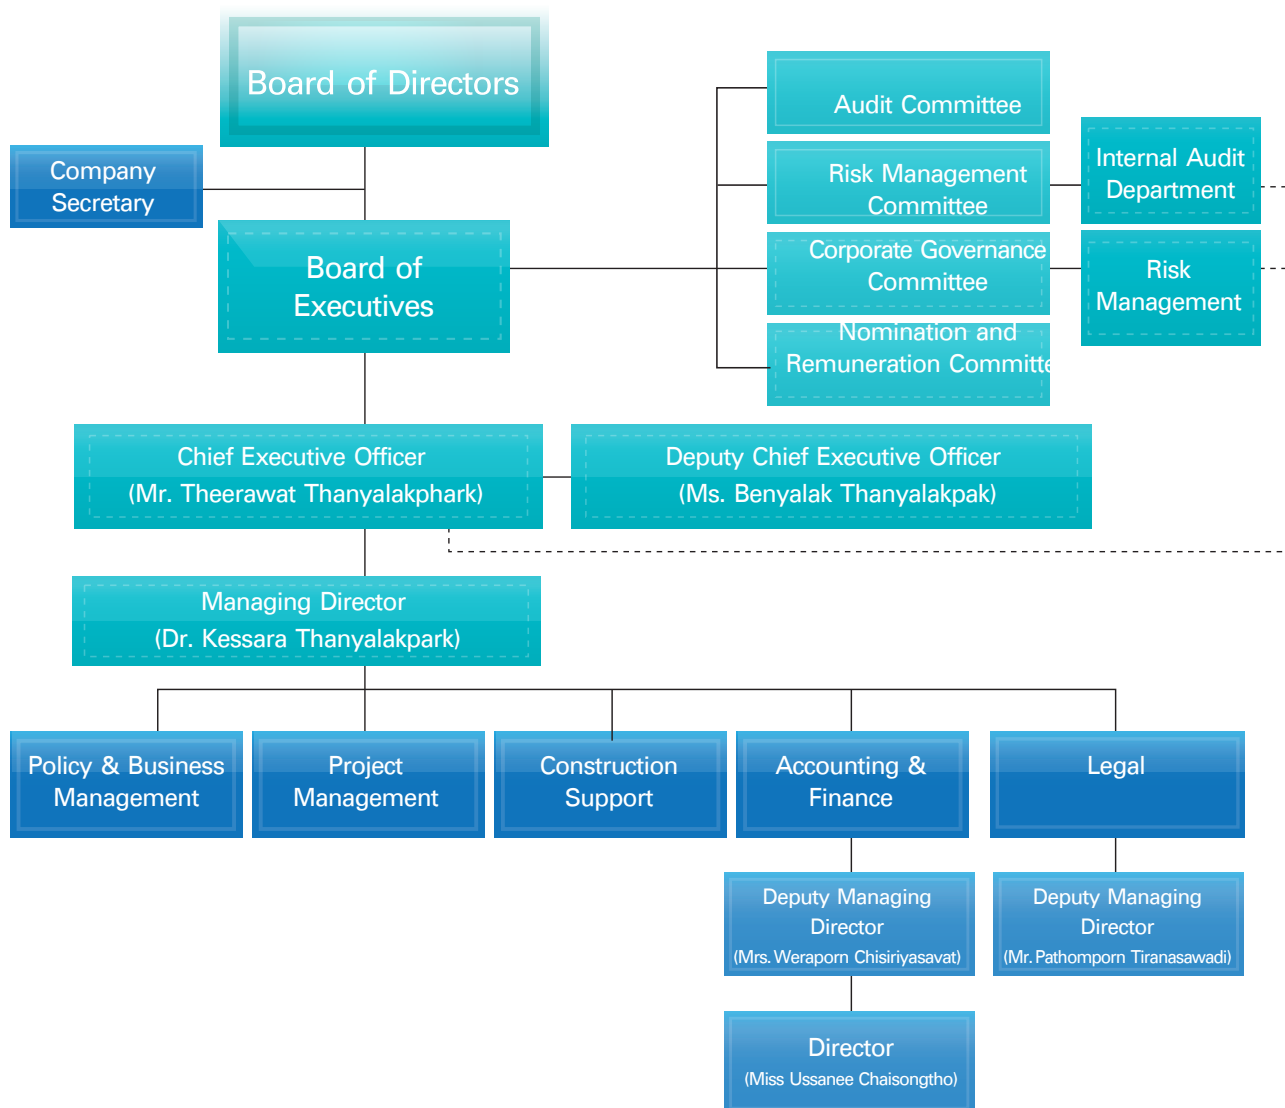 Board of Directors
Company
Secretary
Board of
Executives
Audit Committee
Risk Management
Committee
Corporate Governance
Committee
Nomination and
Remuneration Committe
Internal Audit
Department
Risk
Management
Chief Executive Officer
(Mr. Theerawat Thanyalakphark)
Deputy Chief Executive Officer
(Ms. Benyalak Thanyalakpak)
Managing Director
(Dr. Kessara Thanyalakpark)
Policy & Business
Management
Project
Management
Construction
Support
Accounting &
Finance
Legal
Deputy Managing
Director
(Mrs. Weraporn Chisiriyasavat)
Deputy Managing
Director
(Mr. Pathomporn Tiranasawadi)
Director
(Miss Ussanee Chaisongtho)